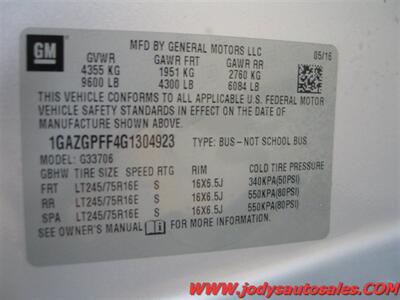 GM
MFD BY GENERAL MOTORS LLC
GVWR GAWR FRT GAWR RR 05/16
4355 KG 1951 KG 2760 KG
9600 LB 4300 LB 6084 LB
THIS VEHICLE CONFORMS TO ALL APPLICABLE U.S. FEDERAL MOTOR
VEHICLE SAFETY STANDARDS IN EFFECT ON THE DATE OF
MANUFACTURE SHOWN ABOVE.
1GAZGPFF4G1304923 TYPE: BUS–NOT SCHOOL BUS
MODEL: G33706
GBHW TIRE SIZE SPEED RTG RIM COLD TIRE PRESSURE
FRT LT245/75R16E S 16X6.5J 340KPA(50PSI)
RR LT245/75R16E S 16X6.5J 550KPA(80PSI)
SPA LT245/75R16E S 16X6.5J 550KPA(80PSI)
SEE OWNER'S MANUAL FOR MORE INFORMATION.
www.jodysautosales.com